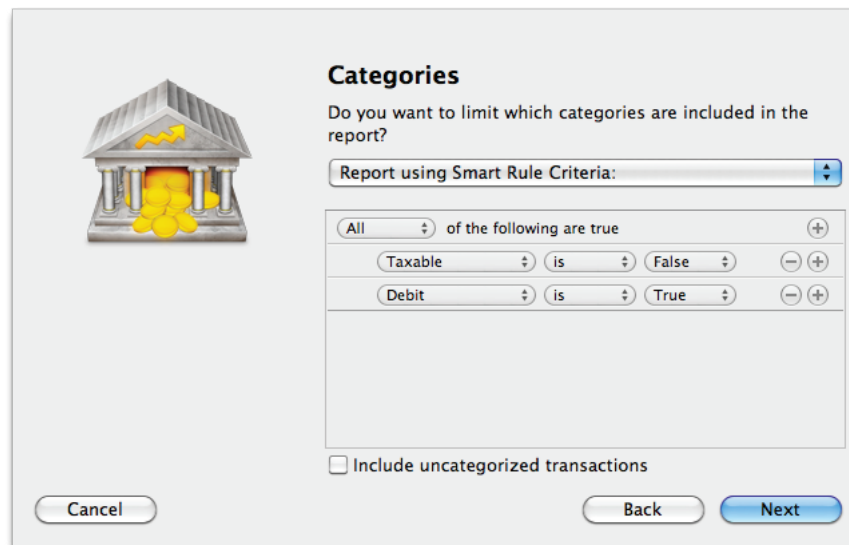 Categories
Do you want to limit which categories are included in the
report?
Report using Smart Rule Criteria:
All of the following are true
Taxable is False
Debit is True
Include uncategorized transactions
Cancel Back Next